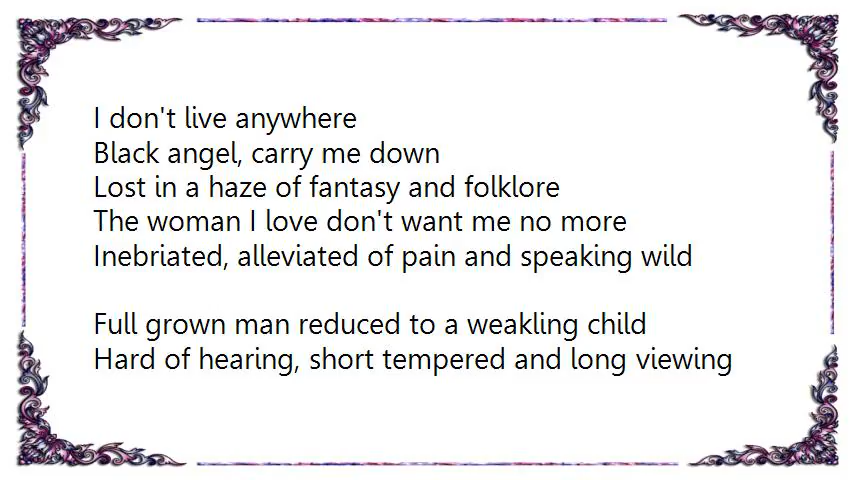 I don't live anywhere
Black angel, carry me down
Lost in a haze of fantasy and folklore
The woman I love don't want me no more
Inebriated, alleviated of pain and speaking wild
Full grown man reduced to a weakling child
Hard of hearing, short tempered and long viewing